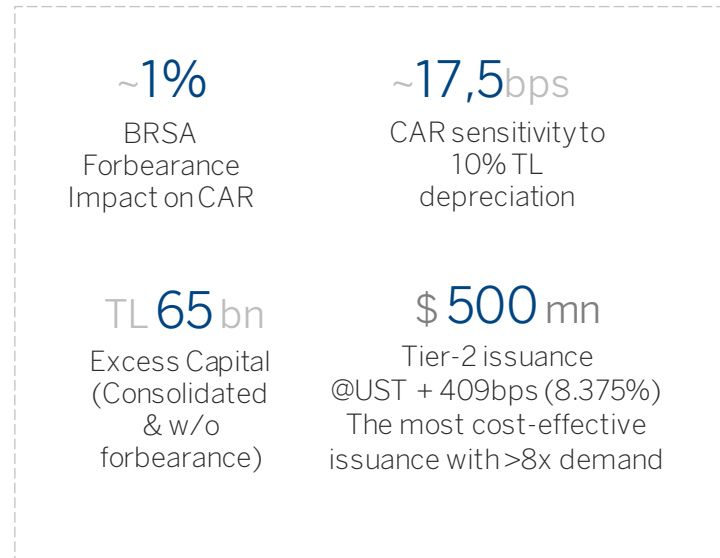 ~1%
BRSA
Forbearance
Impact on CAR
~17,5bps
CAR sensitivity to
10% TL
depreciation
TL 65 bn
Excess Capital
(Consolidated
& w/o
forbearance)
$ 500 mn
Tier-2 issuance
@UST + 409bps (8.375%)
The most cost-effective
issuance with >8x demand